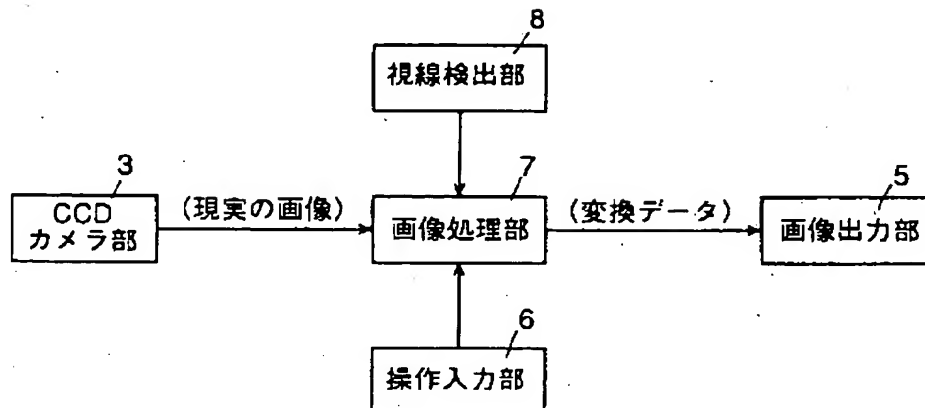 8
視線検出部
3
CCD
カメラ部
(現実の画像)
7
画像処理部
(変換データ)
5
画像出力部
6
操作入力部